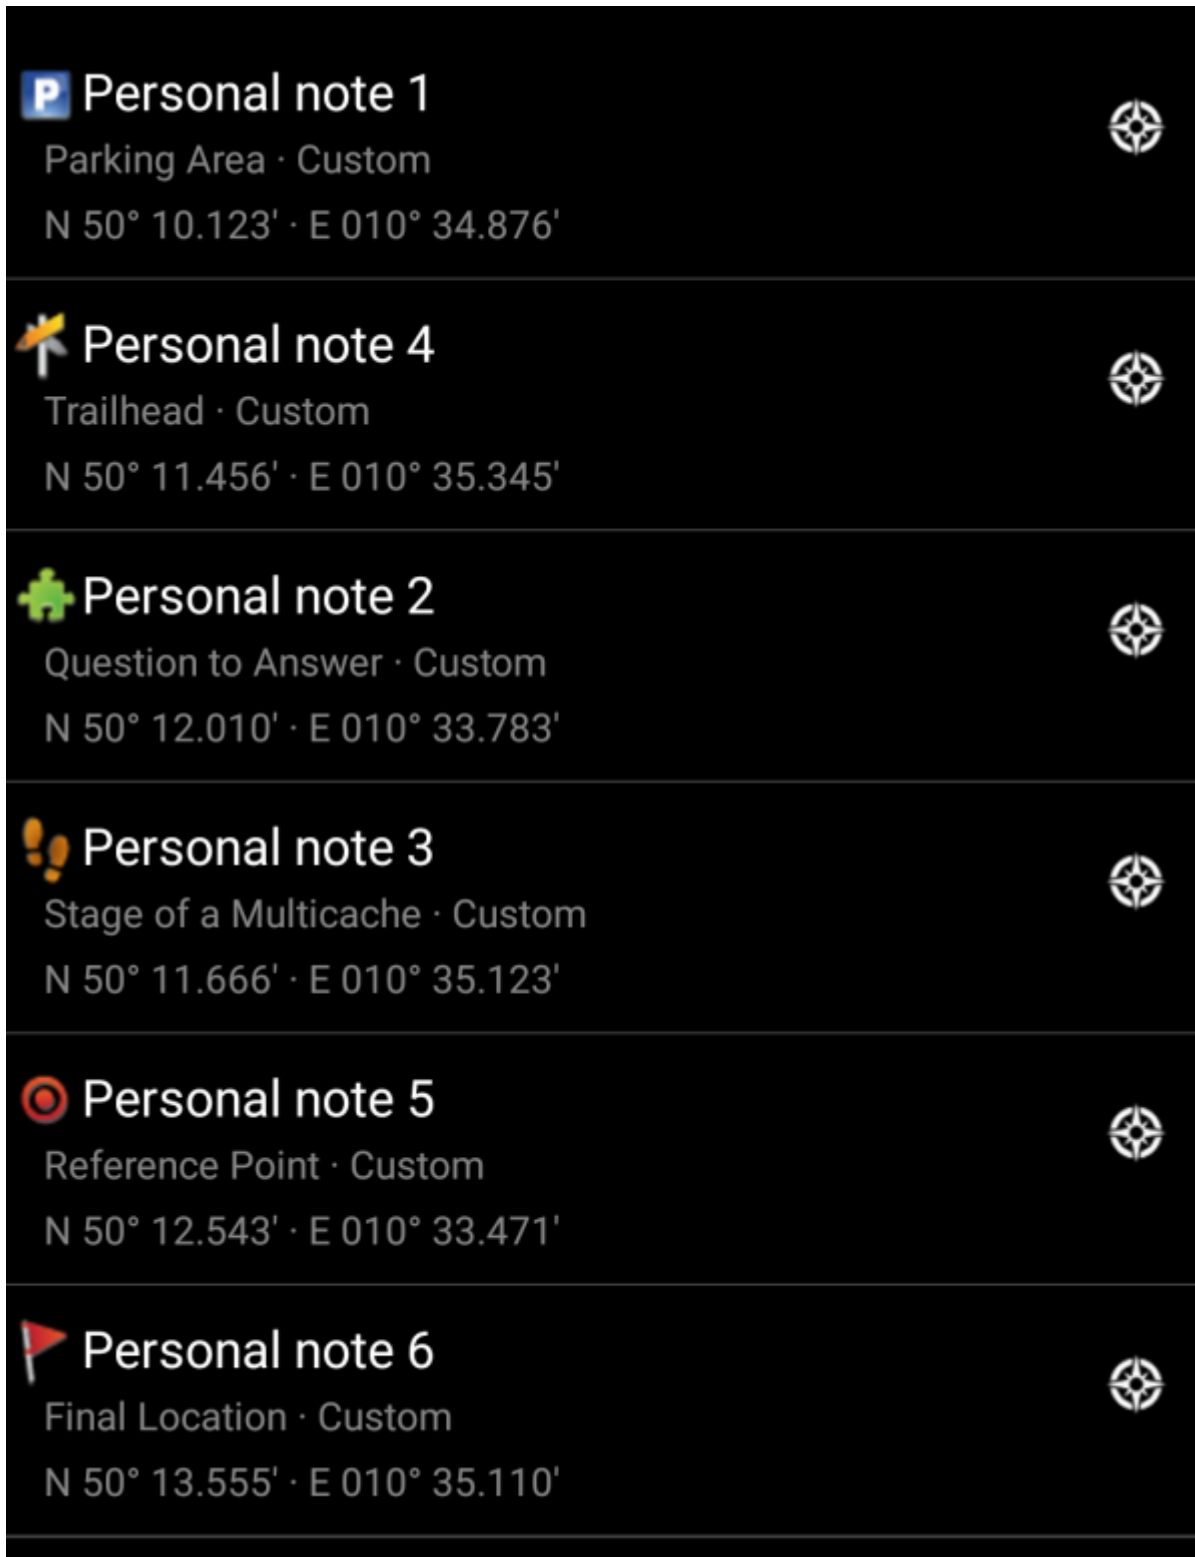 P Personal note 1
Parking Area · Custom
N 50° 10.123' · E 010° 34.876'
Personal note 4
Trailhead · Custom
N 50° 11.456' · E 010° 35.345'
Personal note 2
Question to Answer · Custom
N 50° 12.010' · E 010° 33.783'
Personal note 3
Stage of a Multicache · Custom
N 50° 11.666' · E 010° 35.123'
Personal note 5
Reference Point · Custom
N 50° 12.543' · E 010° 33.471'
Personal note 6
Final Location · Custom
N 50° 13.555' · E 010° 35.110'